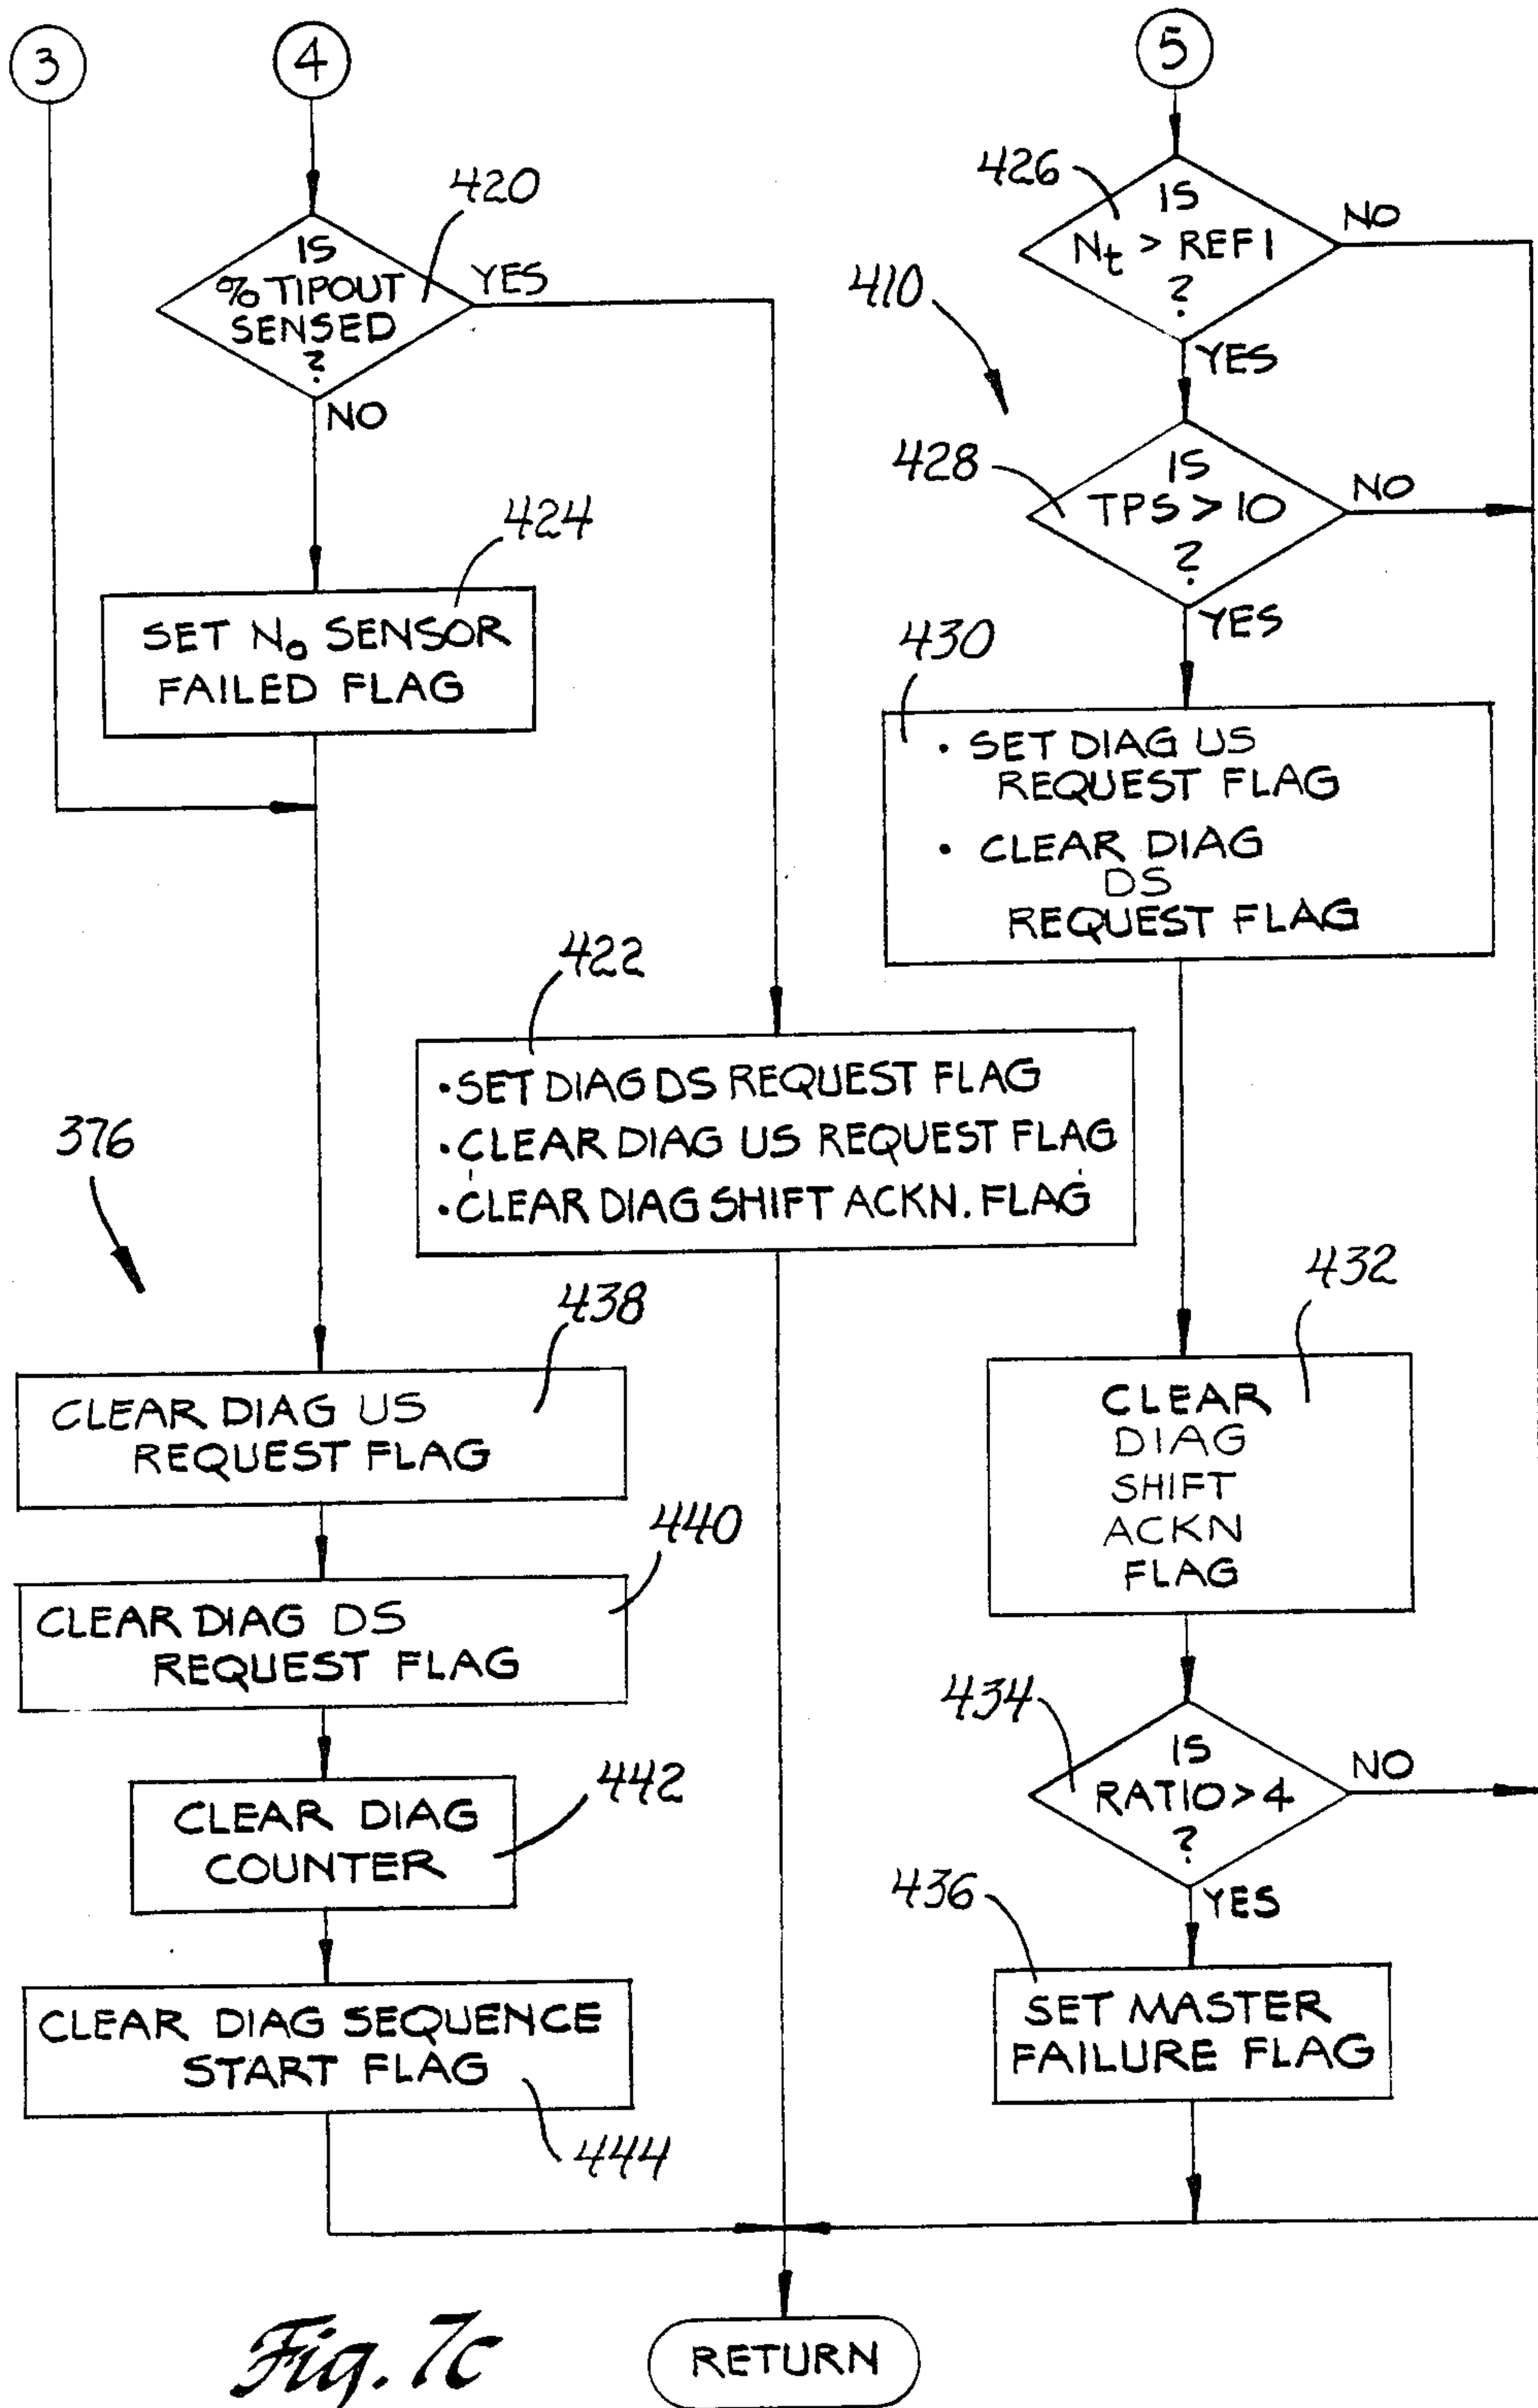 3
4
5
420
IS
% TIPOUT
SENSED
?
YES
NO
424
SET No SENSOR
FAILED FLAG
426
IS
Nt > REF1
?
NO
YES
410
428
IS
TPS > 10
?
NO
YES
430
• SET DIAG US
REQUEST FLAG
• CLEAR DIAG
DS
REQUEST FLAG
422
• SET DIAG DS REQUEST FLAG
• CLEAR DIAG US REQUEST FLAG
• CLEAR DIAG SHIFT ACKN. FLAG
376
438
CLEAR DIAG US
REQUEST FLAG
440
CLEAR DIAG DS
REQUEST FLAG
442
CLEAR DIAG
COUNTER
CLEAR DIAG SEQUENCE
START FLAG
444
432
CLEAR
DIAG
SHIFT
ACKN
FLAG
434
IS
RATIO > 4
?
NO
YES
436
SET MASTER
FAILURE FLAG
Fig. 7c
RETURN